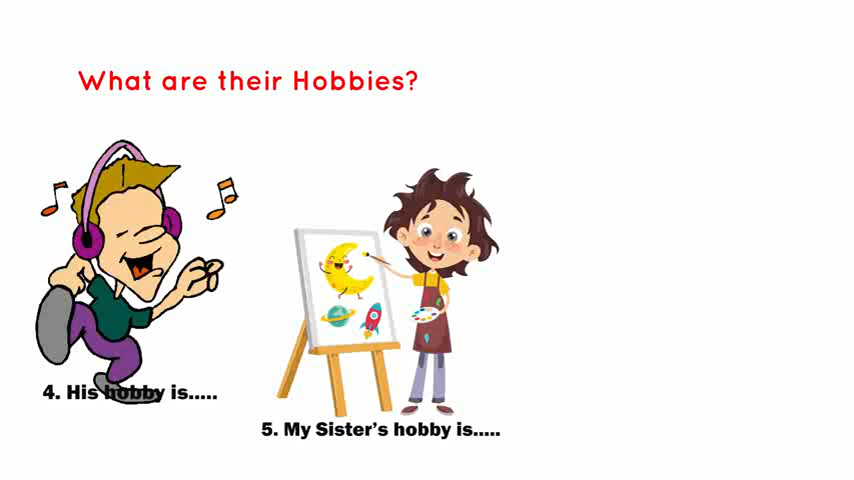 What are their Hobbies?
4. His hobby is.....
5. My Sister's hobby is.....